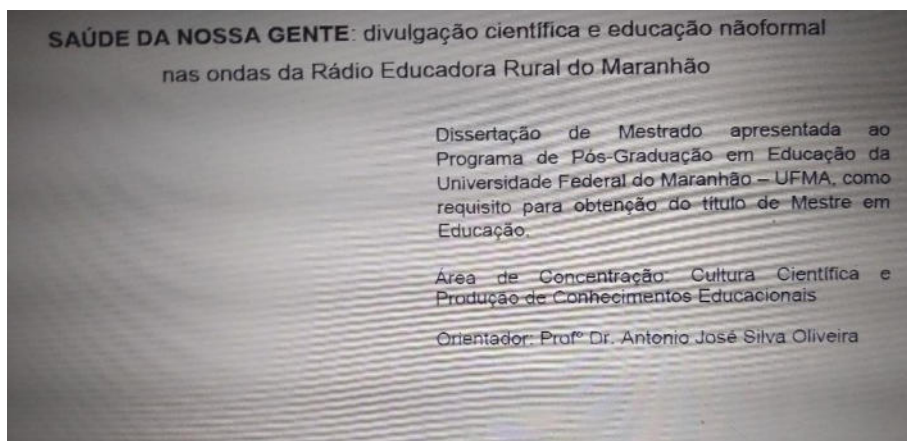 SAÚDE DA NOSSA GENTE: divulgação científica e educação nãoformal
nas ondas da Rádio Educadora Rural do Maranhão
Dissertação de Mestrado apresentada ao
Programa de Pós-Graduação em Educação da
Universidade Federal do Maranhão – UFMA, como
requisito para obtenção do título de Mestre em
Educação.
Área de Concentração: Cultura Científica e
Produção de Conhecimentos Educacionais
Orientador: Profº Dr. Antonio José Silva Oliveira